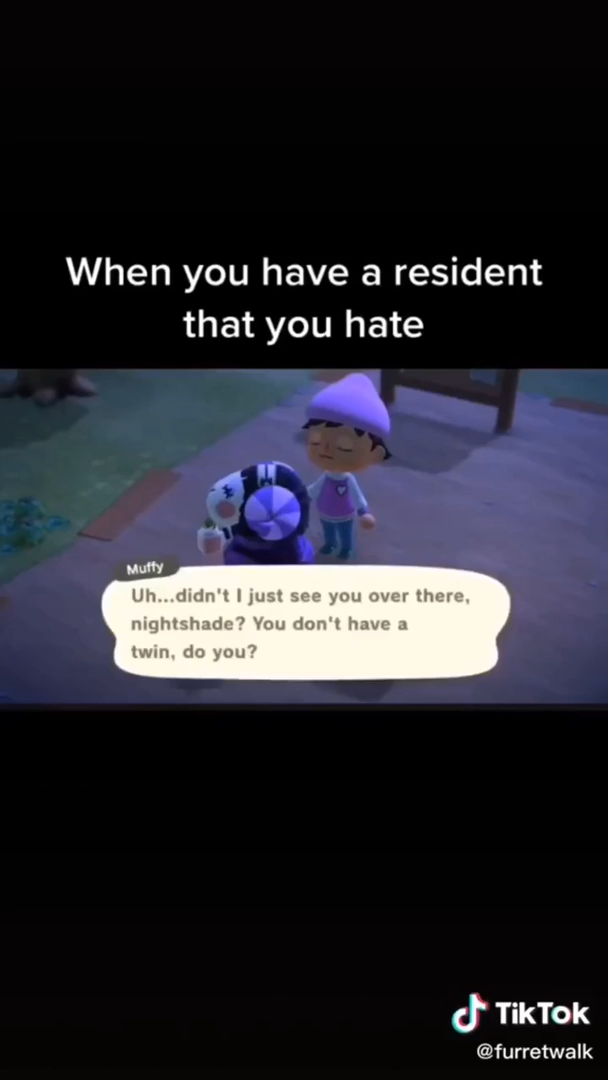 When you have a resident
that you hate
Muffy
Uh...didn't I just see you over there,
nightshade? You don't have a
twin, do you?
TikTok
@furretwalk